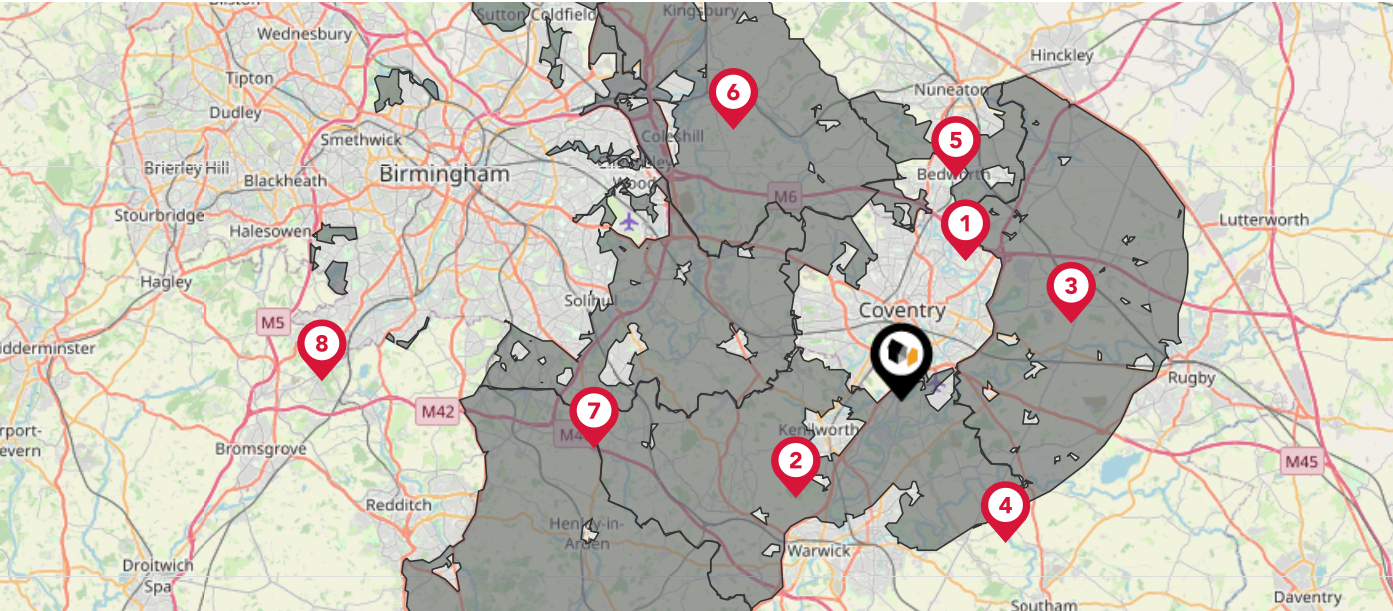 Sutton Coldfield
Kingsbury
Wednesbury
Hinckley
Tipton
Nuneaton
Dudley
Smethwick
Coleshill
Brierley Hill
Birmingham
Wood
Bedworth
Blackheath
M6
Stourbridge
Lutterworth
Halesowen
Hagley
Solihull
Coventry
M5
Rugby
M42
Kenilworth
Bromsgrove
M45
Redditch
Henley-in-
Arden
Warwick
Droitwich
Spa
Southam
Daventry
6
5
1
3
8
7
2
4